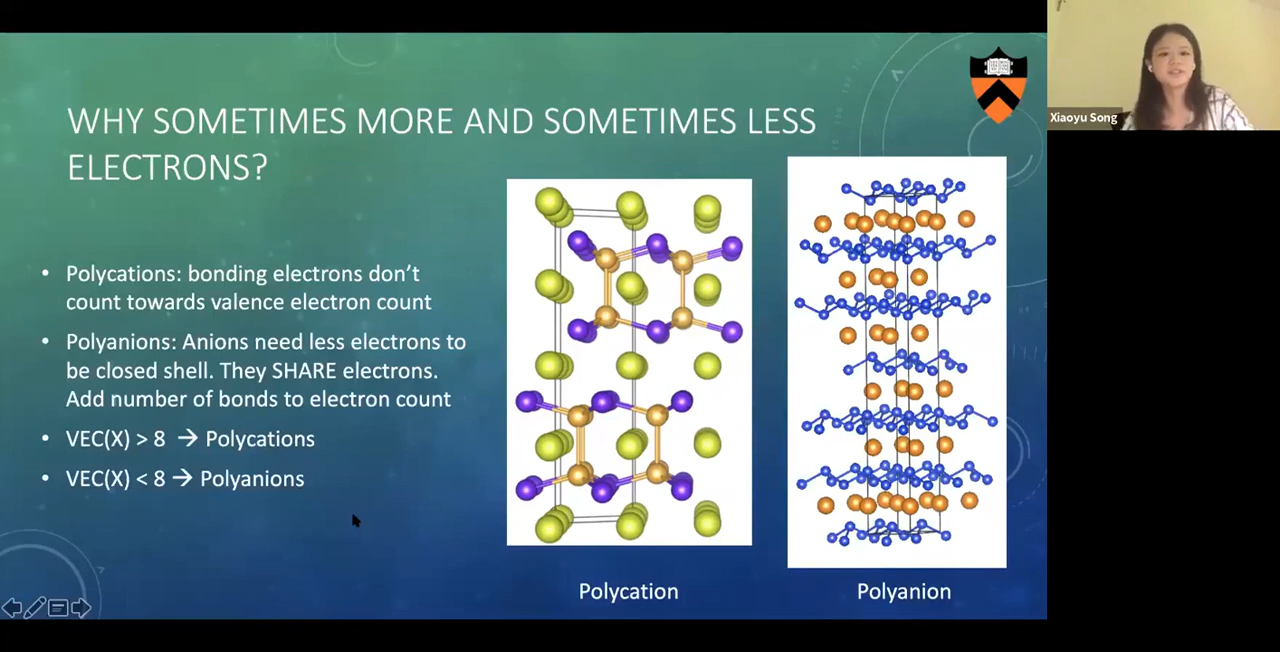 WHY SOMETIMES MORE AND SOMETIMES LESS
ELECTRONS?
• Polycations: bonding electrons don't
count towards valence electron count
• Polyanions: Anions need less electrons to
be closed shell. They SHARE electrons.
Add number of bonds to electron count
• VEC(X) > 8 → Polycations
• VEC(X) < 8 → Polyanions
Polycation
Polyanion
Xiaoyu Song